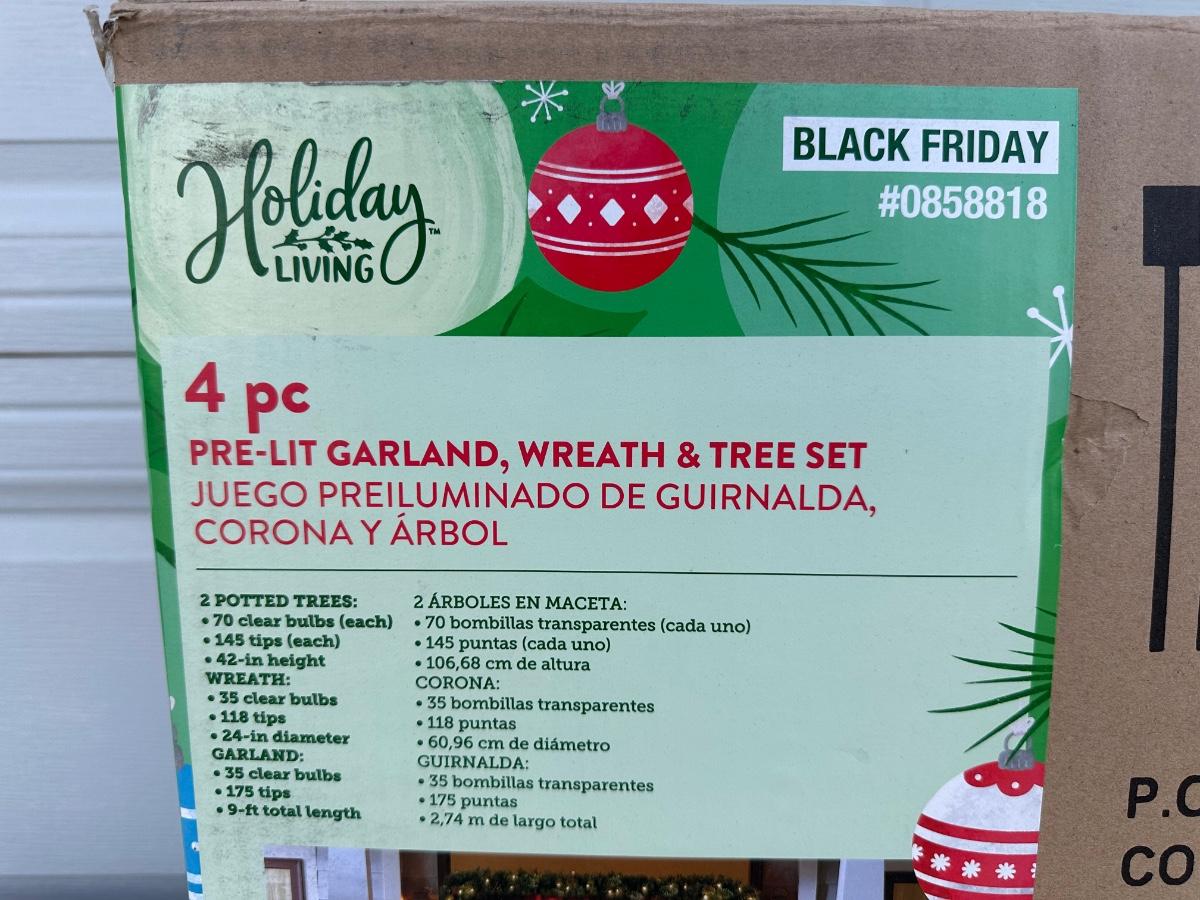 Holiday
LIVING™
BLACK FRIDAY
#0858818
4 pc
PRE-LIT GARLAND, WREATH & TREE SET
JUEGO PREILUMINADO DE GUIRNALDA,
CORONA Y ÁRBOL
2 POTTED TREES:
• 70 clear bulbs (each)
• 145 tips (each)
• 42-in height
WREATH:
• 35 clear bulbs
• 118 tips
• 24-in diameter
GARLAND:
• 35 clear bulbs
• 175 tips
• 9-ft total length
2 ÁRBOLES EN MACETA:
• 70 bombillas transparentes (cada uno)
• 145 puntas (cada uno)
• 106,68 cm de altura
CORONA:
• 35 bombillas transparentes
• 118 puntas
• 60,96 cm de diámetro
GUIRNALDA:
• 35 bombillas transparentes
• 175 puntas
• 2,74 m de largo total